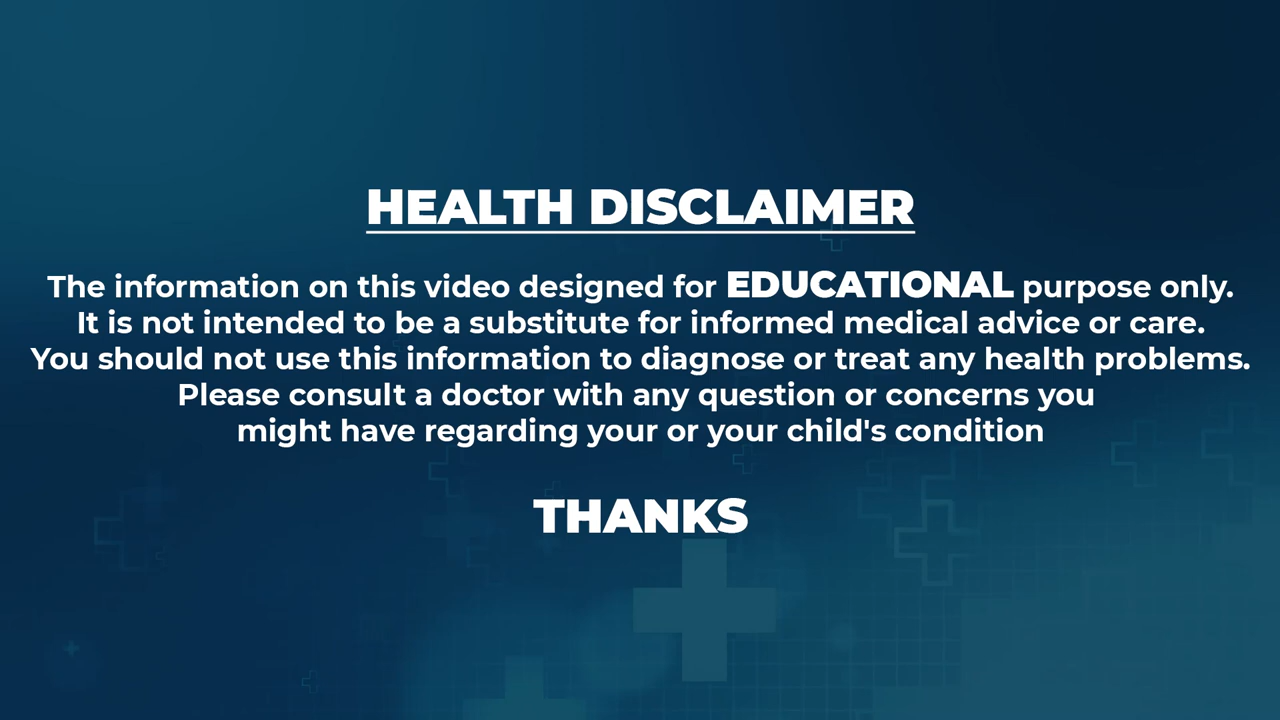 HEALTH DISCLAIMER
The information on this video designed for EDUCATIONAL purpose only.
It is not intended to be a substitute for informed medical advice or care.
You should not use this information to diagnose or treat any health problems.
Please consult a doctor with any question or concerns you
might have regarding your or your child's condition
THANKS